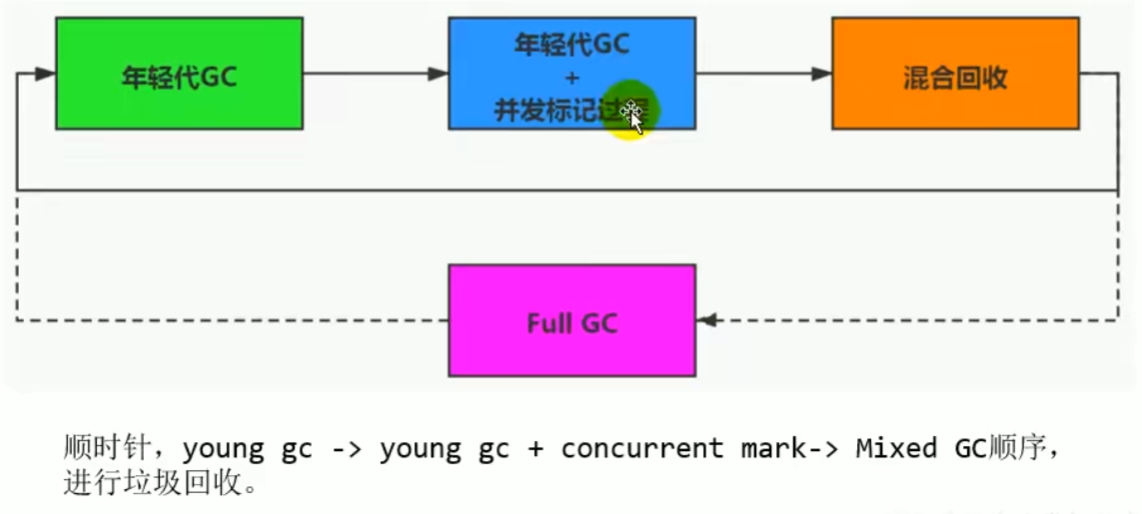 年轻代GC
年轻代GC
+
并发标记过程
混合回收
Full GC
顺时针，young gc -> young gc + concurrent mark-> Mixed GC顺序，
进行垃圾回收。